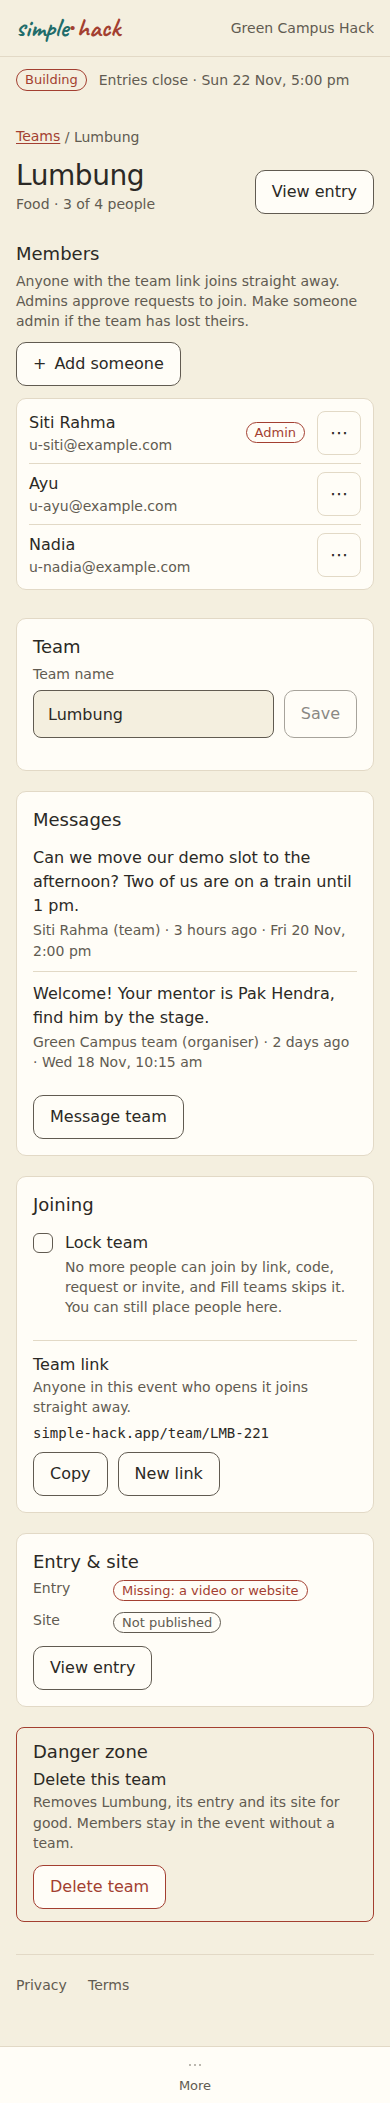 simple·hack
Green Campus Hack
Building
Entries close · Sun 22 Nov, 5:00 pm
Teams / Lumbung
Lumbung
Food · 3 of 4 people
View entry
Members
Anyone with the team link joins straight away.
Admins approve requests to join. Make someone
admin if the team has lost theirs.
+ Add someone
Siti Rahma
u-siti@example.com
Admin
···
Ayu
u-ayu@example.com
···
Nadia
u-nadia@example.com
···
Team
Team name
Lumbung
Save
Messages
Can we move our demo slot to the
afternoon? Two of us are on a train until
1 pm.
Siti Rahma (team) · 3 hours ago · Fri 20 Nov,
2:00 pm
Welcome! Your mentor is Pak Hendra,
find him by the stage.
Green Campus team (organiser) · 2 days ago
· Wed 18 Nov, 10:15 am
Message team
Joining
Lock team
No more people can join by link, code,
request or invite, and Fill teams skips it.
You can still place people here.
Team link
Anyone in this event who opens it joins
straight away.
simple-hack.app/team/LMB-221
Copy
New link
Entry & site
Entry
Missing: a video or website
Site
Not published
View entry
Danger zone
Delete this team
Removes Lumbung, its entry and its site for
good. Members stay in the event without a
team.
Delete team
Privacy
Terms
···
More